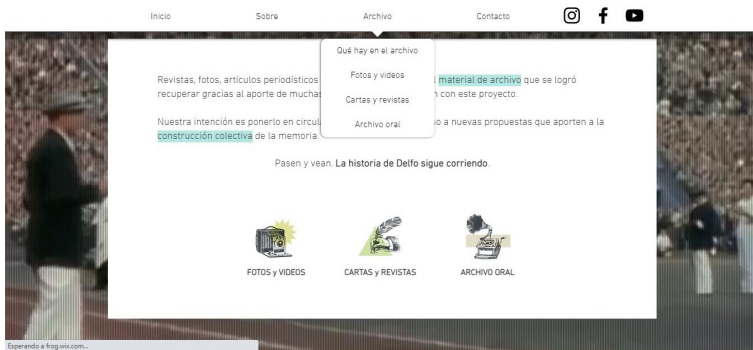 Inicio Sobre Archivo Contacto
Qué hay en el archivo
Fotos y videos
Cartas y revistas
Archivo oral
Revistas, fotos, artículos periodísticos material de archivo que se logró
recuperar gracias al aporte de muchas con este proyecto.
Nuestra intención es ponerlo en a nuevas propuestas que aporten a la
construcción colectiva de la memoria.
Pasen y vean. La historia de Delfo sigue corriendo.
FOTOS y VIDEOS CARTAS y REVISTAS ARCHIVO ORAL
Esperando a frog.wix.com...